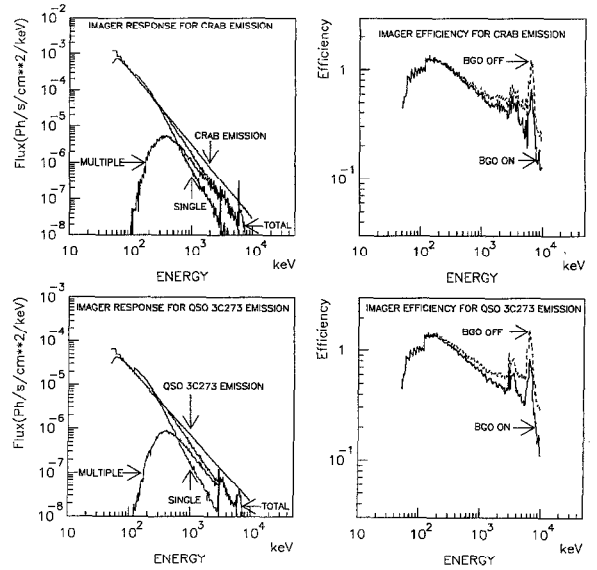 IMAGER RESPONSE FOR CRAB EMISSION
10^-2
10^-3
10^-4
10^-5
10^-6
10^-7
10^-8
Flux(Ph/s/cm**2/keV)
CRAB EMISSION
MULTIPLE
SINGLE
TOTAL
10
10^2
10^3
10^4
keV
ENERGY
IMAGER EFFICIENCY FOR CRAB EMISSION
Efficiency
1
10^-1
BGO OFF
BGO ON
10
10^2
10^3
10^4
keV
ENERGY
IMAGER RESPONSE FOR QSO 3C273 EMISSION
10^-3
10^-4
10^-5
10^-6
10^-7
10^-8
Flux(Ph/s/cm**2/keV)
QSO 3C273 EMISSION
MULTIPLE
SINGLE
TOTAL
10
10^2
10^3
10^4
keV
ENERGY
IMAGER EFFICIENCY FOR QSO 3C273 EMISSION
Efficiency
1
10^-1
BGO OFF
BGO ON
10
10^2
10^3
10^4
keV
ENERGY